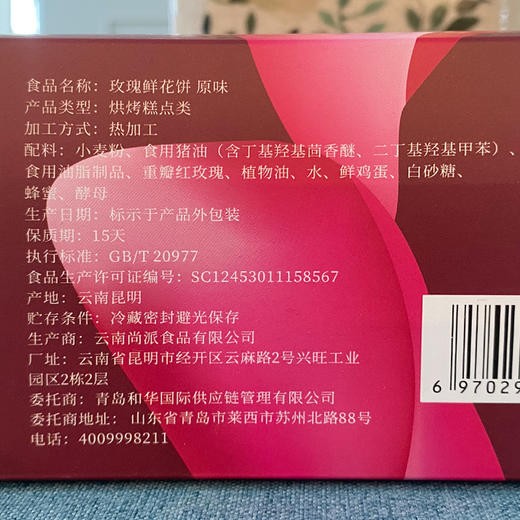 食品名称：玫瑰鲜花饼 原味
产品类型：烘烤糕点类
加工方式：热加工
配料：小麦粉、食用猪油（含丁基羟基茴香醚、二丁基羟基甲苯）、
食用油脂制品、重瓣红玫瑰、植物油、水、鲜鸡蛋、白砂糖、
蜂蜜、酵母
生产日期：标示于产品外包装
保质期：15天
执行标准：GB/T 20977
食品生产许可证编号：SC12453011158567
产地：云南昆明
贮存条件：冷藏密封避光保存
生产商：云南尚派食品有限公司
厂址：云南省昆明市经开区云麻路2号兴旺工业
园区2栋2层
委托商：青岛和华国际供应链管理有限公司
委托商地址：山东省青岛市莱西市苏州北路88号
电话：4009998211
6 97029